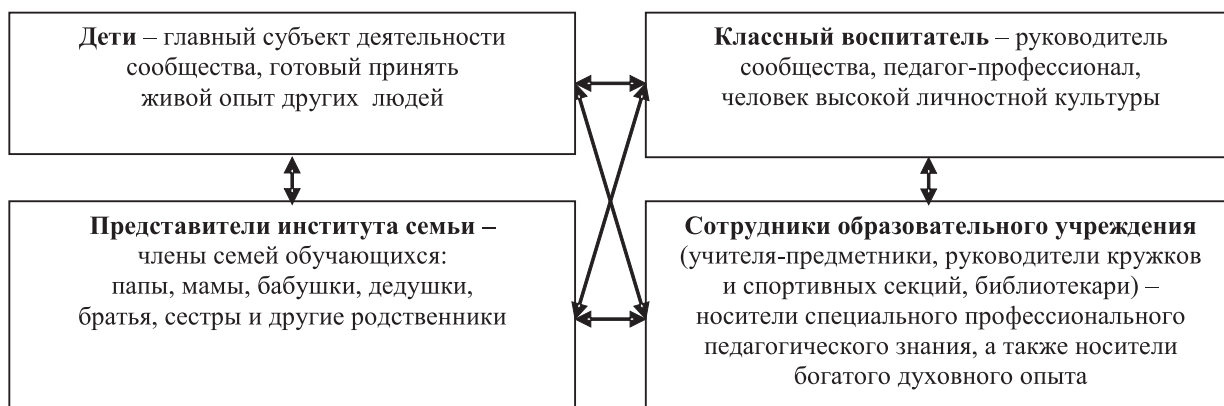 Дети – главный субъект деятельности
сообщества, готовый принять
живой опыт других людей
Классный воспитатель – руководитель
сообщества, педагог-профессионал,
человек высокой личностной культуры
Представители института семьи –
члены семей обучающихся:
папы, мамы, бабушки, дедушки,
братья, сестры и другие родственники
Сотрудники образовательного учреждения
(учителя-предметники, руководители кружков
и спортивных секций, библиотекари) –
носители специального профессионального
педагогического знания, а также носители
богатого духовного опыта